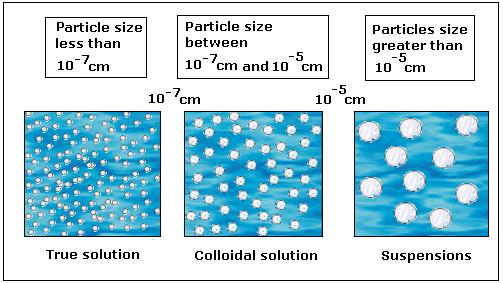 Particle size
less than
10⁻⁷cm
Particle size
between
10⁻⁷cm and 10⁻⁵cm
Particles size
greater than
10⁻⁵cm
10⁻⁷cm
10⁻⁵cm
True solution
Colloidal solution
Suspensions